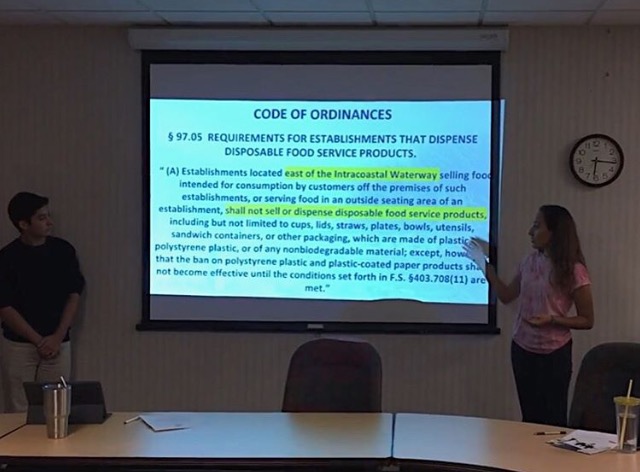 CODE OF ORDINANCES
§ 97.05 REQUIREMENTS FOR ESTABLISHMENTS THAT DISPENSE
DISPOSABLE FOOD SERVICE PRODUCTS.
"(A) Establishments located east of the Intracoastal Waterway selling food
intended for consumption by customers off the premises of such
establishments, or serving food in an outside seating area of an
establishment, shall not sell or dispense disposable food service products,
including but not limited to cups, lids, straws, plates, bowls, utensils,
sandwich containers, or other packaging, which are made of plastic,
polystyrene plastic, or of any nonbiodegradable material; except, how
that the ban on polystyrene plastic and plastic-coated paper products sha
not become effective until the conditions set forth in F.S. §403.708(11) are
met."